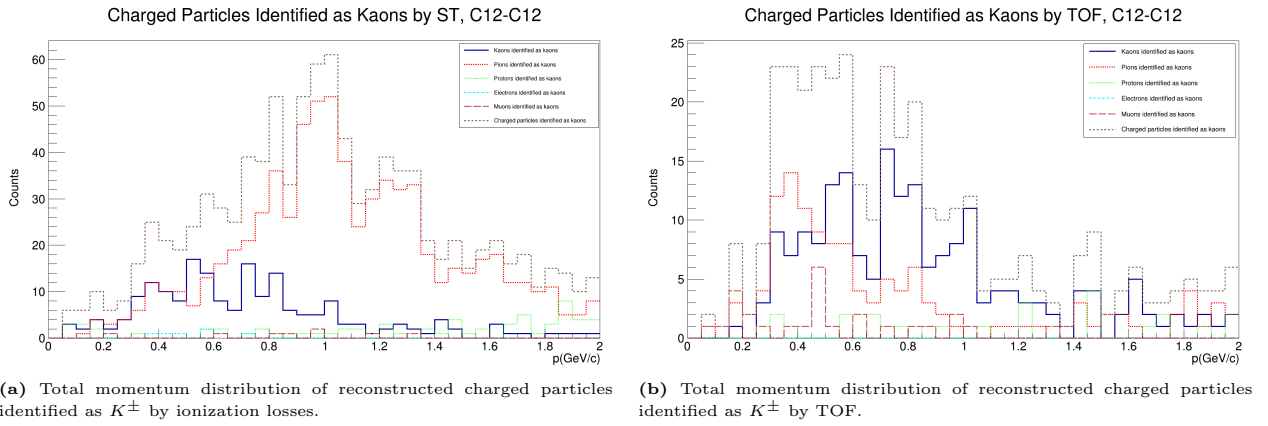 Charged Particles Identified as Kaons by ST, C12-C12
Counts
60
50
40
30
20
10
0
0 0.2 0.4 0.6 0.8 1 1.2 1.4 1.6 1.8 2
p(GeV/c)
Kaons identified as kaons
Pions identified as kaons
Protons identified as kaons
Electrons identified as kaons
Muons identified as kaons
Charged particles identified as kaons
(a) Total momentum distribution of reconstructed charged particles
identified as K± by ionization losses.
Charged Particles Identified as Kaons by TOF, C12-C12
Counts
25
20
15
10
5
0
0 0.2 0.4 0.6 0.8 1 1.2 1.4 1.6 1.8 2
p(GeV/c)
Kaons identified as kaons
Pions identified as kaons
Protons identified as kaons
Electrons identified as kaons
Muons identified as kaons
Charged particles identified as kaons
(b) Total momentum distribution of reconstructed charged particles
identified as K± by TOF.